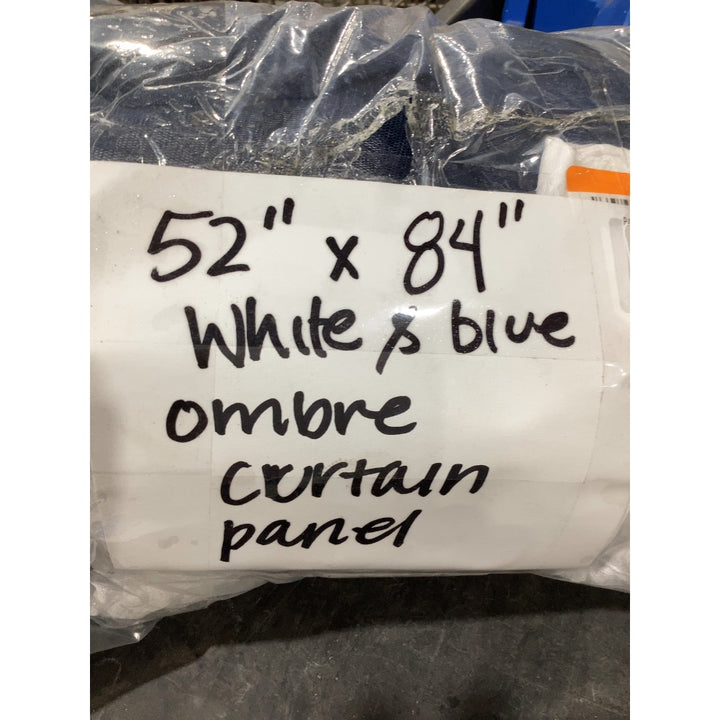 52" x 84"
White & blue
ombre
curtain
panel